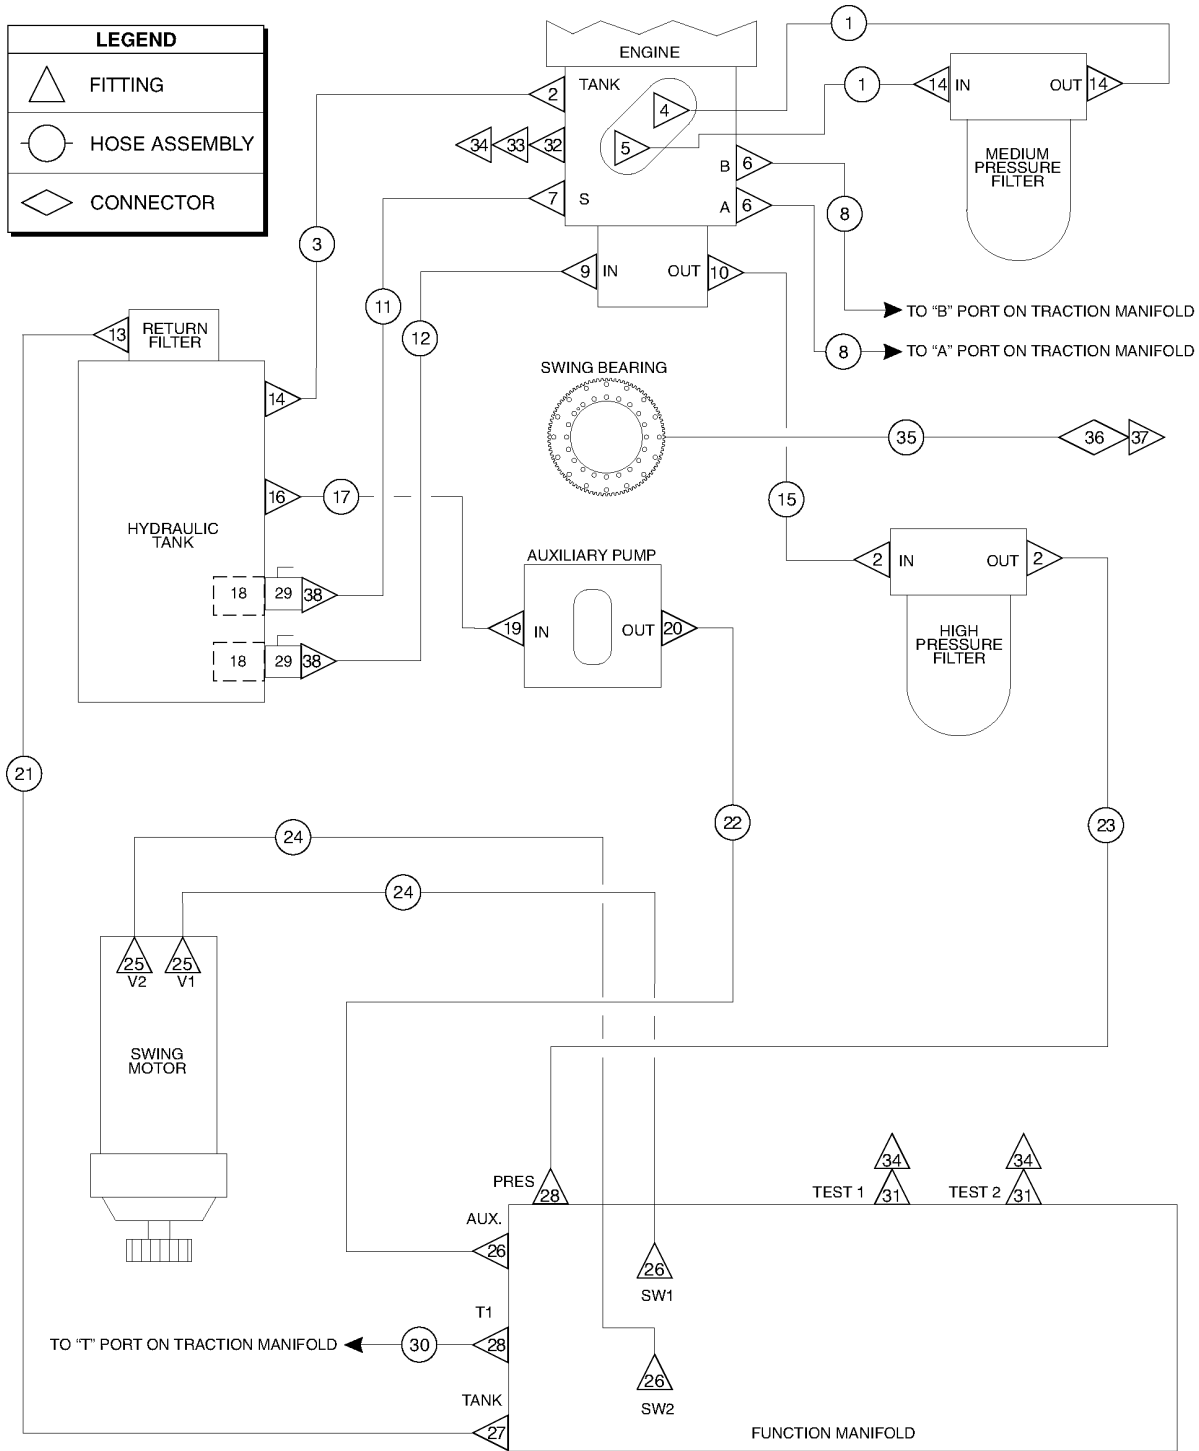 LEGEND
FITTING
HOSE ASSEMBLY
CONNECTOR
ENGINE
TANK
2
4
5
34 33 32
7
S
B
6
A
6
9
IN
OUT
10
1
1
14
IN
OUT
14
MEDIUM
PRESSURE
FILTER
8
TO “B” PORT ON TRACTION MANIFOLD
8
TO “A” PORT ON TRACTION MANIFOLD
3
11
12
13
RETURN
FILTER
14
16
17
HYDRAULIC
TANK
18
29
38
18
29
38
SWING BEARING
35
36
37
15
AUXILIARY PUMP
19
IN
OUT
20
2
IN
OUT
2
HIGH
PRESSURE
FILTER
21
22
23
24
24
25
25
V2
V1
SWING
MOTOR
PRES
28
TEST 1
34
31
TEST 2
34
31
AUX.
26
26
SW1
T1
TO “T” PORT ON TRACTION MANIFOLD
30
28
26
SW2
TANK
27
FUNCTION MANIFOLD